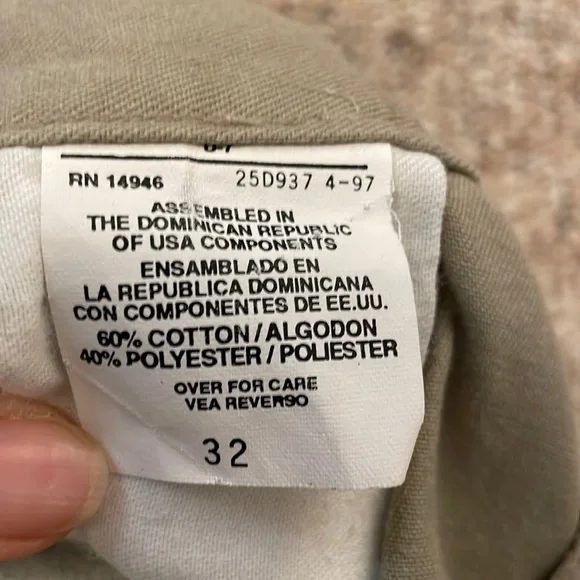 RN 14946 25D937 4-97
ASSEMBLED IN
THE DOMINICAN REPUBLIC
OF USA COMPONENTS
ENSAMBLADO EN
LA REPUBLICA DOMINICANA
CON COMPONENTES DE EE.UU.
60% COTTON/ALGODON
40% POLYESTER/POLIESTER
OVER FOR CARE
VEA REVERSO
32